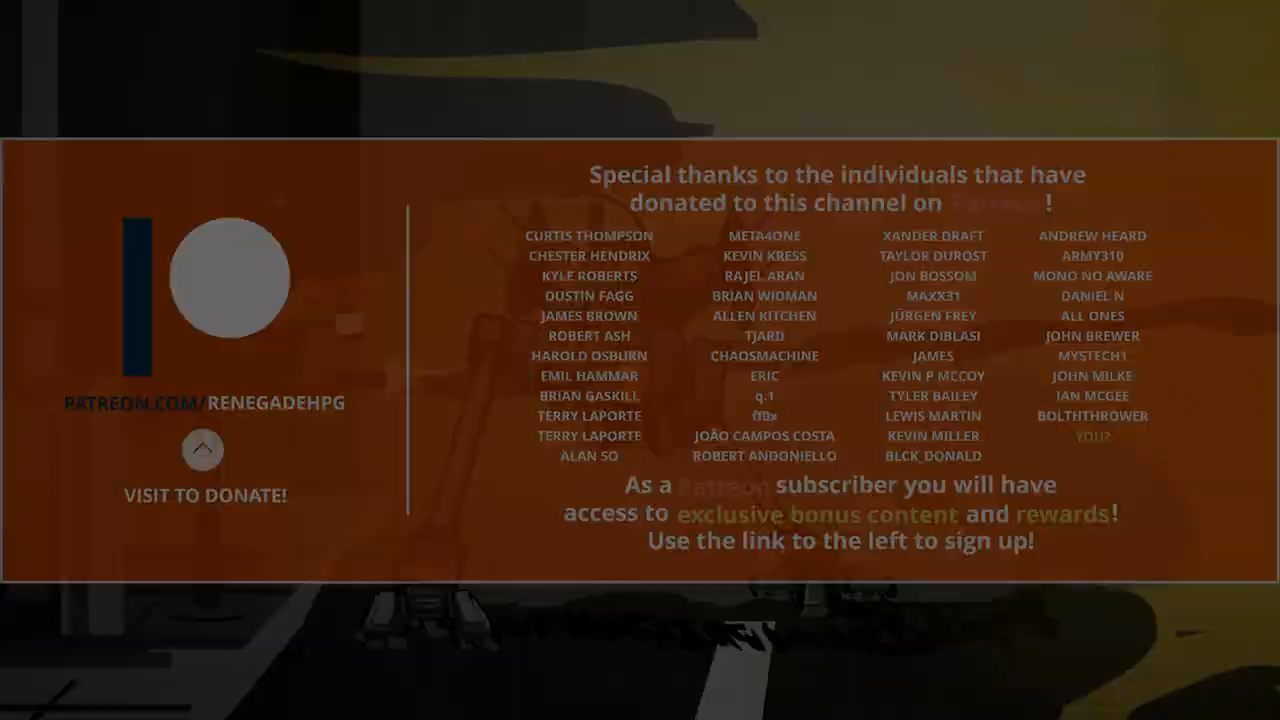 Special thanks to the individuals that have
donated to this channel on Patreon!
CURTIS THOMPSON
CHESTER HENDRIX
KYLE ROBERTS
DUSTIN FAGG
JAMES BROWN
ROBERT ASH
HAROLD OSBURN
EMIL HAMMAR
BRIAN GASKILL
TERRY LAPORTE
TERRY LAPORTE
ALAN SO
META4ONE
KEVIN KRESS
RAJEL ARAN
BRIAN WIDMAN
ALLEN KITCHEN
TJARD
CHAOSMACHINE
ERIC
q.1
ff0x
JOÃO CAMPOS COSTA
ROBERT ANDONIELLO
XANDER DRAFT
TAYLOR DUROST
JON BOSSOM
MAXX31
JÜRGEN FREY
MARK DIBLASI
JAMES
KEVIN P MCCOY
TYLER BAILEY
LEWIS MARTIN
KEVIN MILLER
BLCK_DONALD
ANDREW HEARD
ARMY310
MONO NO AWARE
DANIEL N
ALL ONES
JOHN BREWER
MYSTECH1
JOHN MILKE
IAN MCGEE
BOLTHTHROWER
YOU?
As a Patreon subscriber you will have
access to exclusive bonus content and rewards!
Use the link to the left to sign up!
PATREON.COM/RENEGADEHPG
VISIT TO DONATE!